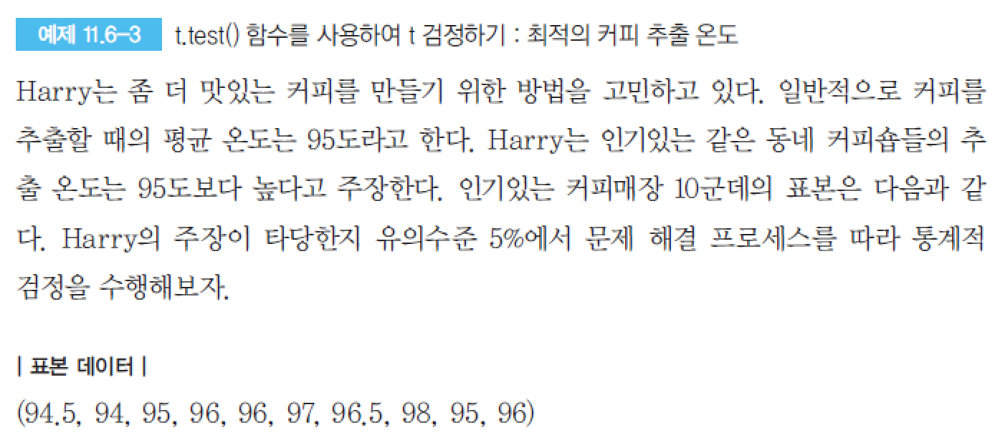 예제 11.6-3 t.test() 함수를 사용하여 t 검정하기 : 최적의 커피 추출 온도
Harry는 좀 더 맛있는 커피를 만들기 위한 방법을 고민하고 있다. 일반적으로 커피를
추출할 때의 평균 온도는 95도라고 한다. Harry는 인기있는 같은 동네 커피숍들의 추
출 온도는 95도보다 높다고 주장한다. 인기있는 커피매장 10군데의 표본은 다음과 같
다. Harry의 주장이 타당한지 유의수준 5%에서 문제 해결 프로세스를 따라 통계적
검정을 수행해보자.
| 표본 데이터 |
(94.5, 94, 95, 96, 96, 97, 96.5, 98, 95, 96)